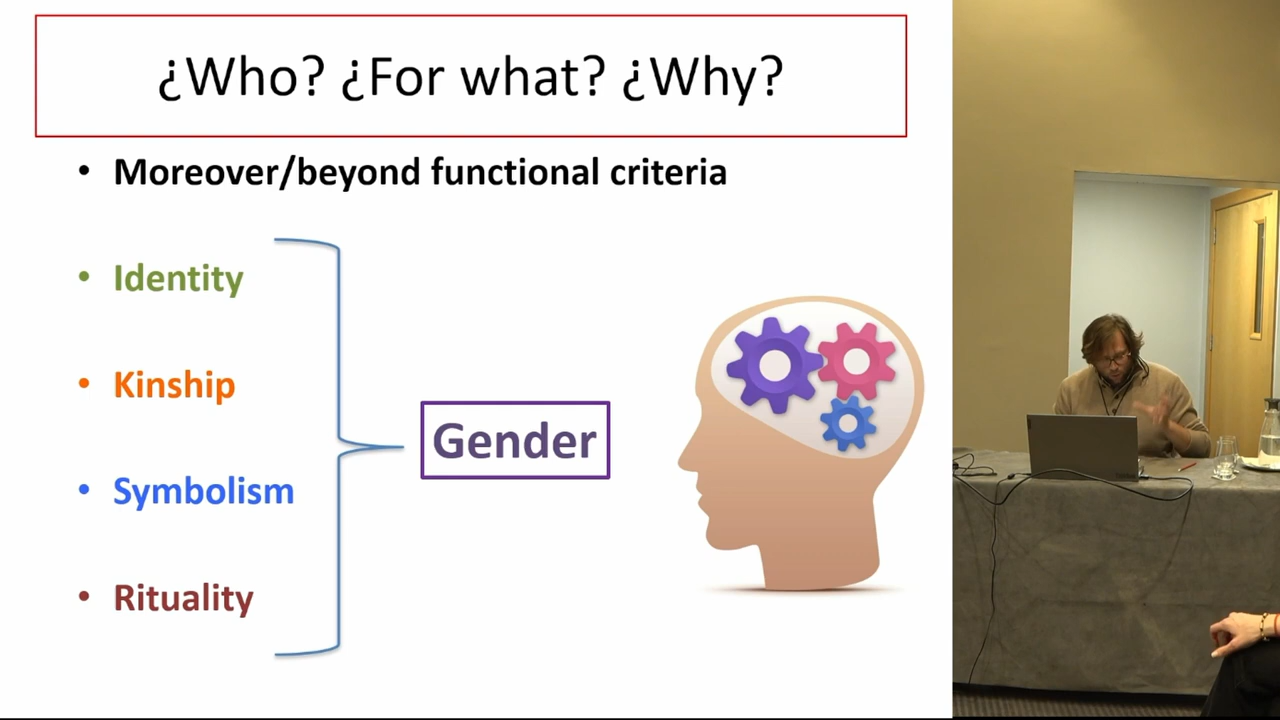 ¿Who? ¿For what? ¿Why?
• Moreover/beyond functional criteria
• Identity
• Kinship
• Symbolism
• Rituality
Gender